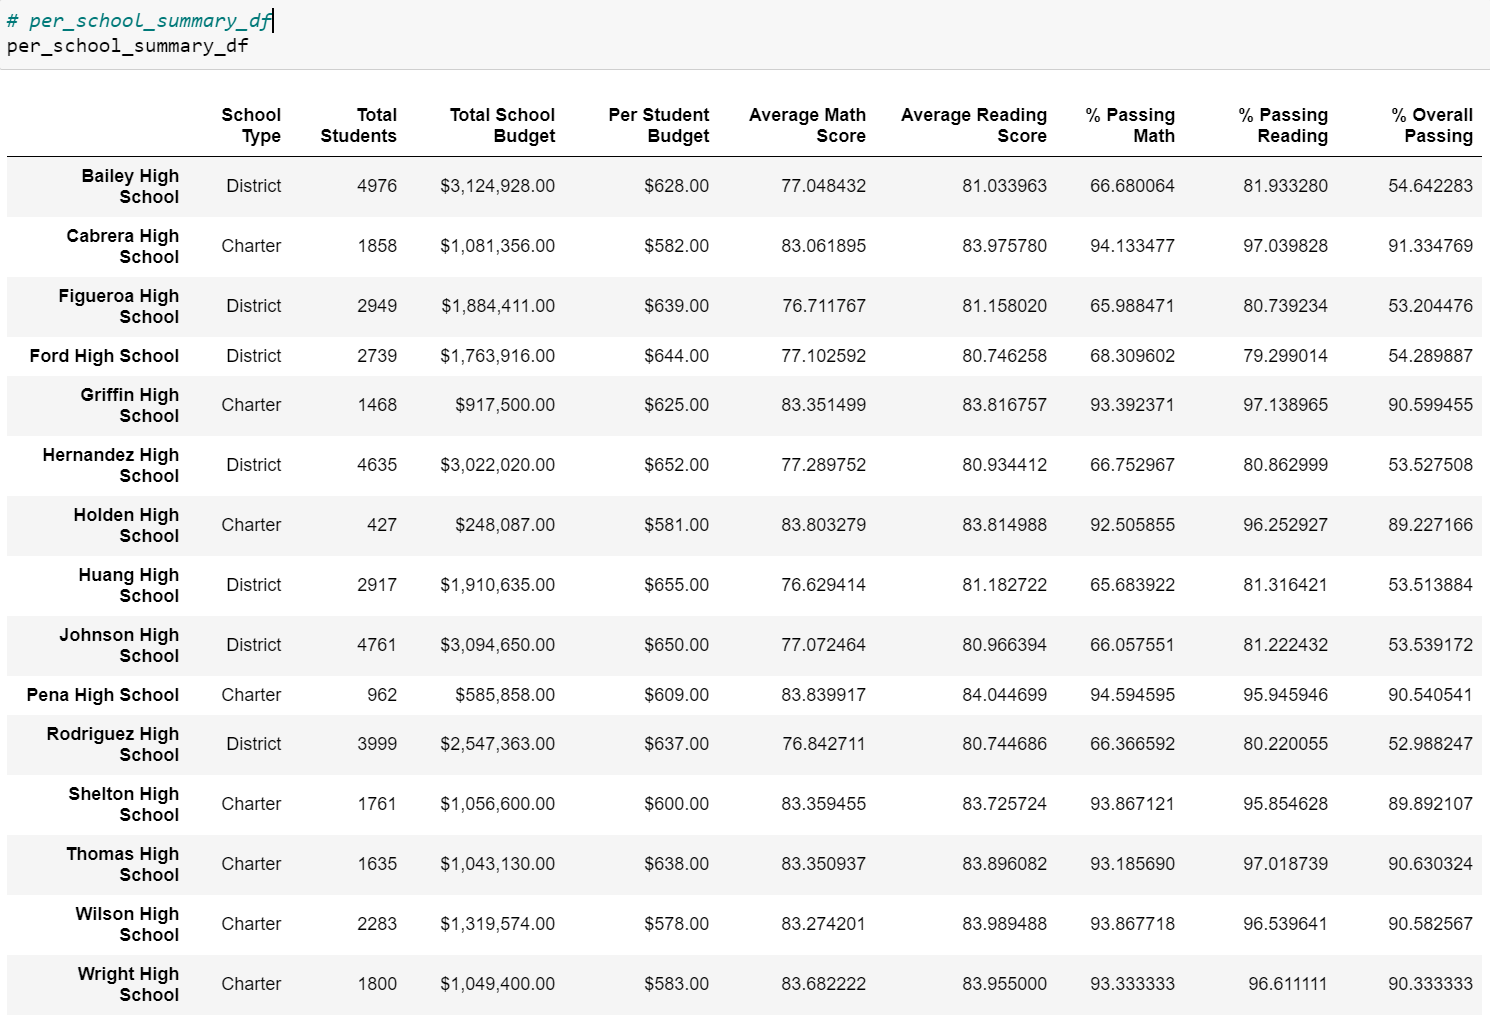 # per_school_summary_df
per_school_summary_df
School Type Total Students Total School Budget Per Student Budget Average Math Score Average Reading Score % Passing Math % Passing Reading % Overall Passing
Bailey High School District 4976 $3,124,928.00 $628.00 77.048432 81.033963 66.680064 81.933280 54.642283
Cabrera High School Charter 1858 $1,081,356.00 $582.00 83.061895 83.975780 94.133477 97.039828 91.334769
Figueroa High School District 2949 $1,884,411.00 $639.00 76.711767 81.158020 65.988471 80.739234 53.204476
Ford High School District 2739 $1,763,916.00 $644.00 77.102592 80.746258 68.309602 79.299014 54.289887
Griffin High School Charter 1468 $917,500.00 $625.00 83.351499 83.816757 93.392371 97.138965 90.599455
Hernandez High School District 4635 $3,022,020.00 $652.00 77.289752 80.934412 66.752967 80.862999 53.527508
Holden High School Charter 427 $248,087.00 $581.00 83.803279 83.814988 92.505855 96.252927 89.227166
Huang High School District 2917 $1,910,635.00 $655.00 76.629414 81.182722 65.683922 81.316421 53.513884
Johnson High School District 4761 $3,094,650.00 $650.00 77.072464 80.966394 66.057551 81.222432 53.539172
Pena High School Charter 962 $585,858.00 $609.00 83.839917 84.044699 94.594595 95.945946 90.540541
Rodriguez High School District 3999 $2,547,363.00 $637.00 76.842711 80.744686 66.366592 80.220055 52.988247
Shelton High School Charter 1761 $1,056,600.00 $600.00 83.359455 83.725724 93.867121 95.854628 89.892107
Thomas High School Charter 1635 $1,043,130.00 $638.00 83.350937 83.896082 93.185690 97.018739 90.630324
Wilson High School Charter 2283 $1,319,574.00 $578.00 83.274201 83.989488 93.867718 96.539641 90.582567
Wright High School Charter 1800 $1,049,400.00 $583.00 83.682222 83.955000 93.333333 96.611111 90.333333